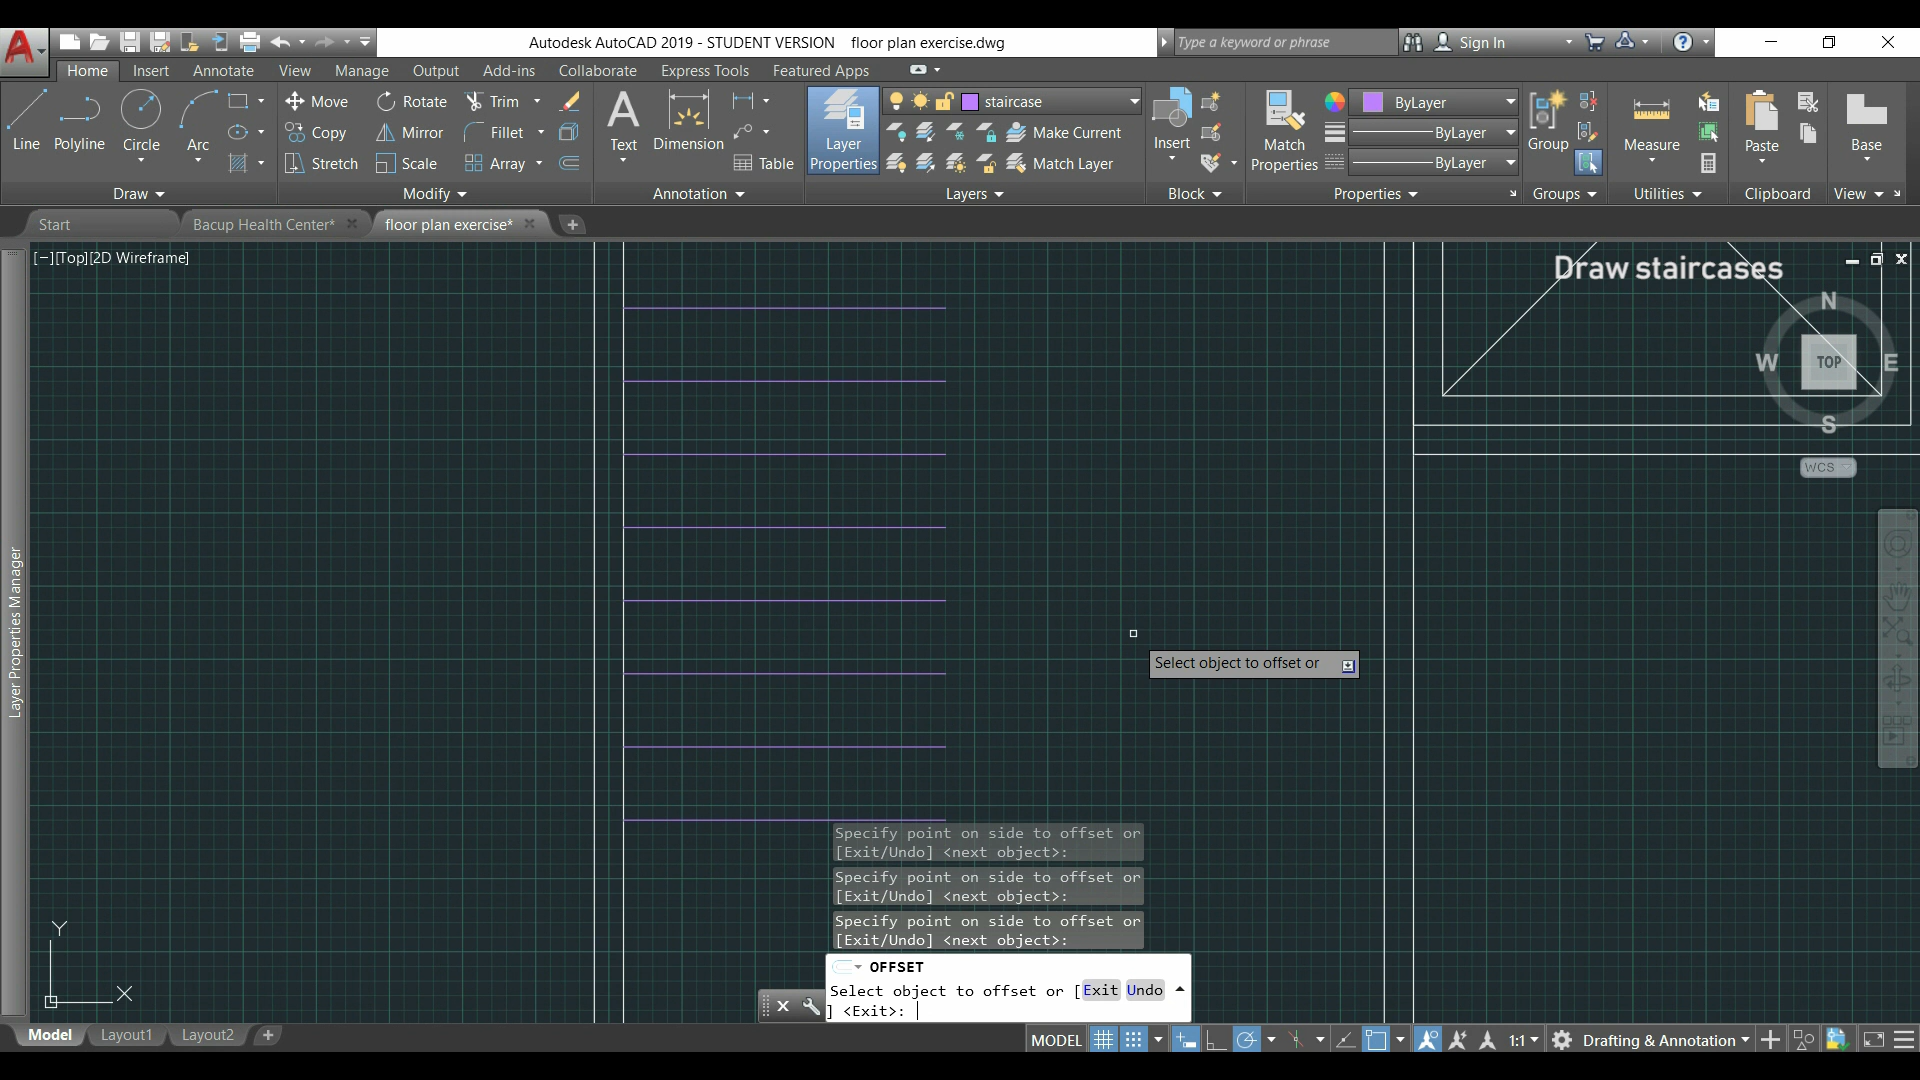 Autodesk AutoCAD 2019 - STUDENT VERSION floor plan exercise.dwg
Type a keyword or phrase
Sign In
Home Insert Annotate View Manage Output Add-ins Collaborate Express Tools Featured Apps
Line Polyline Circle Arc
Move Rotate Trim
Copy Mirror Fillet
Stretch Scale Array
Text Dimension Table
Layer Properties
staircase
Make Current
Match Layer
Insert
Match Properties
ByLayer
ByLayer
ByLayer
Group Measure Paste Base
Draw Modify Annotation Layers Block Properties Groups Utilities Clipboard View
Start Bacup Health Center* floor plan exercise*
[−][Top][2D Wireframe]
Draw staircases
N
W TOP E
S
WCS
Layer Properties Manager
Select object to offset or
Specify point on side to offset or
[Exit/Undo] <next object>:
Specify point on side to offset or
[Exit/Undo] <next object>:
Specify point on side to offset or
[Exit/Undo] <next object>:
OFFSET
Select object to offset or [Exit Undo
] <Exit>:
Y
X
Model Layout1 Layout2
MODEL 1:1 Drafting & Annotation